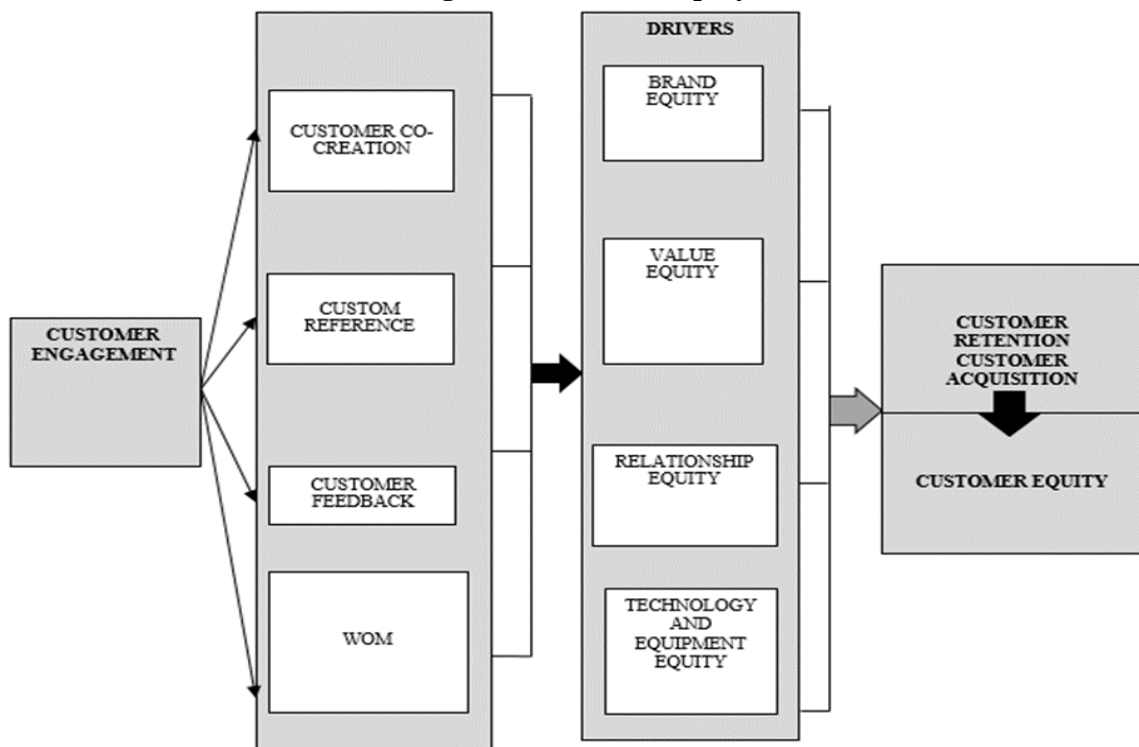 CUSTOMER
ENGAGEMENT
CUSTOMER CO-
CREATION
CUSTOM
REFERENCE
CUSTOMER
FEEDBACK
WOM
DRIVERS
BRAND
EQUITY
VALUE
EQUITY
RELATIONSHIP
EQUITY
TECHNOLOGY
AND
EQUIPMENT
EQUITY
CUSTOMER
RETENTION
CUSTOMER
ACQUISITION
CUSTOMER EQUITY